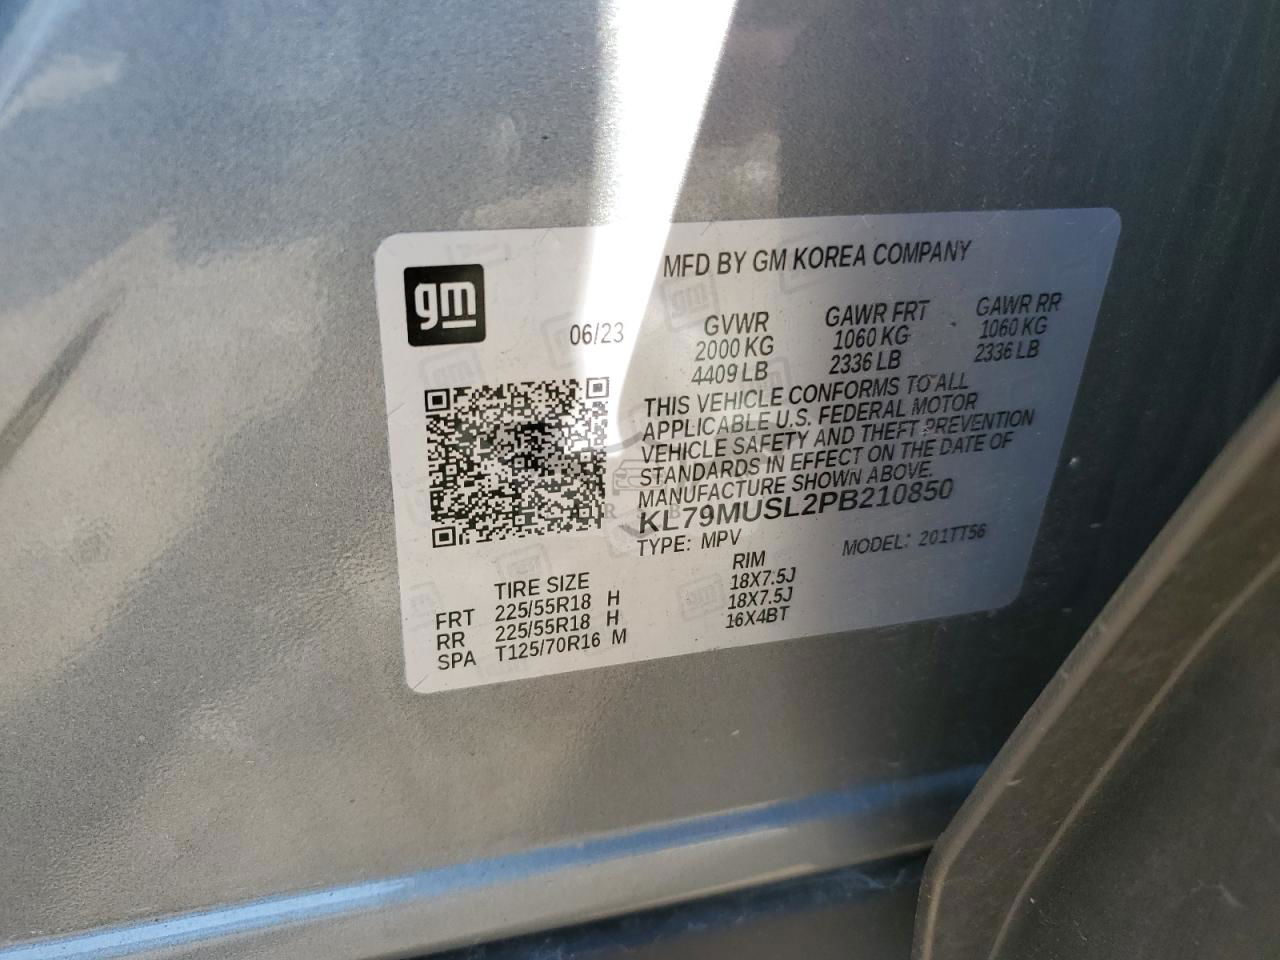 MFD BY GM KOREA COMPANY
gm
06/23
GVWR GAWR FRT GAWR RR
2000 KG 1060 KG 1060 KG
4409 LB 2336 LB 2336 LB
THIS VEHICLE CONFORMS TO ALL
APPLICABLE U.S. FEDERAL MOTOR
VEHICLE SAFETY AND THEFT PREVENTION
STANDARDS IN EFFECT ON THE DATE OF
MANUFACTURE SHOWN ABOVE.
KL79MUSL2PB210850
TYPE: MPV MODEL: 201TT56
TIRE SIZE RIM
FRT 225/55R18 H 18X7.5J
RR 225/55R18 H 18X7.5J
SPA T125/70R16 M 16X4BT